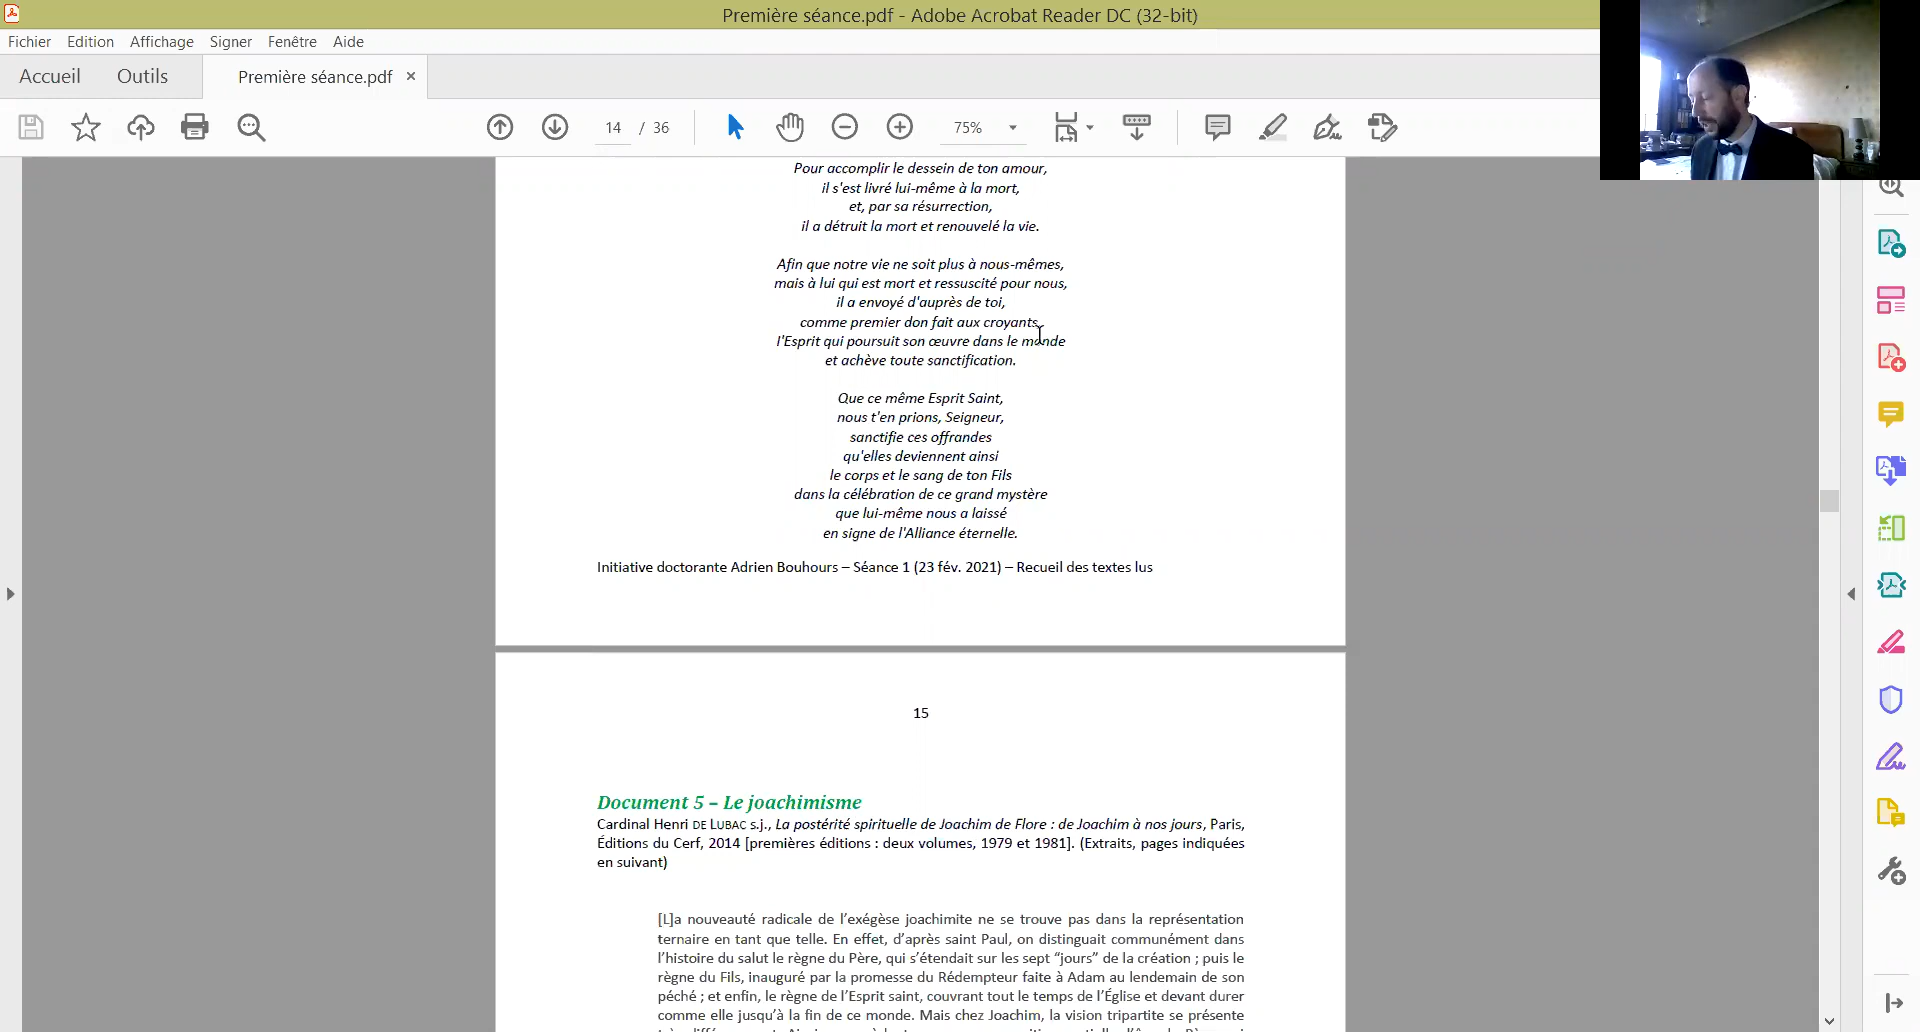 Première séance.pdf - Adobe Acrobat Reader DC (32-bit)
Fichier Edition Affichage Signer Fenêtre Aide
Accueil Outils Première séance.pdf ×
14 / 36 75%
Pour accomplir le dessein de ton amour,
il s'est livré lui-même à la mort,
et, par sa résurrection,
il a détruit la mort et renouvelé la vie.
Afin que notre vie ne soit plus à nous-mêmes,
mais à lui qui est mort et ressuscité pour nous,
il a envoyé d'auprès de toi,
comme premier don fait aux croyants,
l'Esprit qui poursuit son œuvre dans le monde
et achève toute sanctification.
Que ce même Esprit Saint,
nous t'en prions, Seigneur,
sanctifie ces offrandes
qu'elles deviennent ainsi
le corps et le sang de ton Fils
dans la célébration de ce grand mystère
que lui-même nous a laissé
en signe de l'Alliance éternelle.
Initiative doctorante Adrien Bouhours – Séance 1 (23 fév. 2021) – Recueil des textes lus
15
Document 5 – Le joachimisme
Cardinal Henri DE LUBAC s.j., La postérité spirituelle de Joachim de Flore : de Joachim à nos jours, Paris,
Éditions du Cerf, 2014 [premières éditions : deux volumes, 1979 et 1981]. (Extraits, pages indiquées
en suivant)
[L]a nouveauté radicale de l’exégèse joachimite ne se trouve pas dans la représentation
ternaire en tant que telle. En effet, d’après saint Paul, on distinguait communément dans
l’histoire du salut le règne du Père, qui s’étendait sur les sept “jours” de la création ; puis le
règne du Fils, inauguré par la promesse du Rédempteur faite à Adam au lendemain de son
péché ; et enfin, le règne de l’Esprit saint, couvrant tout le temps de l’Église et devant durer
comme elle jusqu’à la fin de ce monde. Mais chez Joachim, la vision tripartite se présente